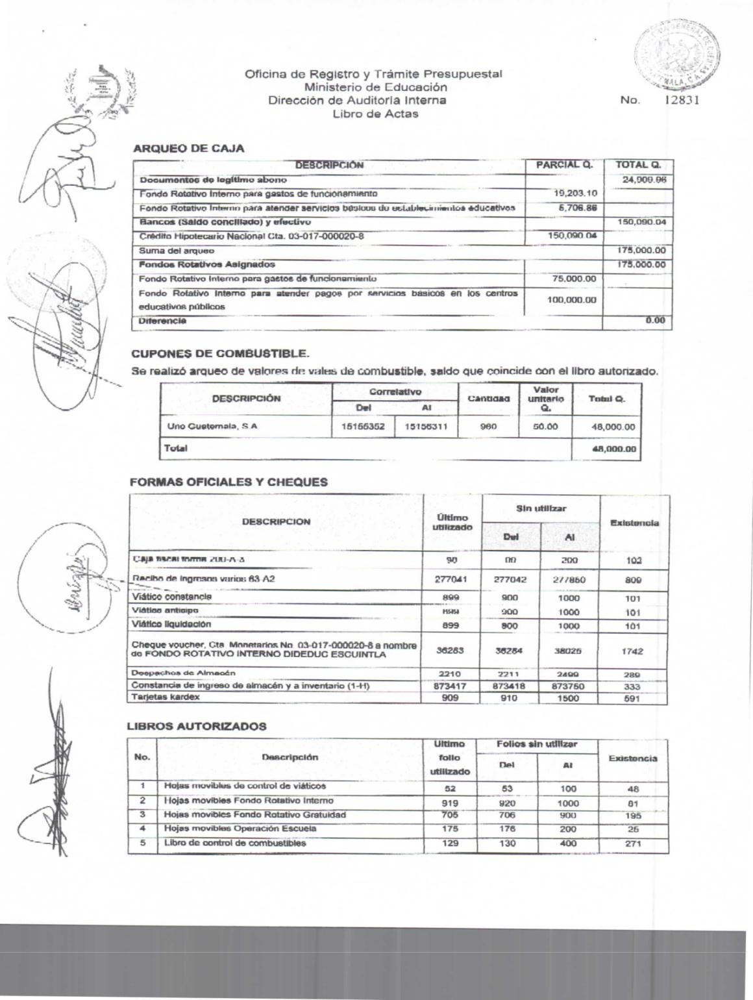 Oficina de Registro y Trámite Presupuestal
Ministerio de Educación
Dirección de Auditoría Interna
Libro de Actas
No. 12831
ARQUEO DE CAJA
DESCRIPCIÓN PARCIAL Q. TOTAL Q.
Documentos de legítimo abono 24,909.96
Fondo Rotativo Interno para gastos de funcionamiento 19,203.10
Fondo Rotativo Interno para atender servicios básicos de establecimientos educativos 5,706.86
Bancos (Saldo conciliado) y efectivo 150,090.04
Crédito Hipotecario Nacional Cta. 03-017-000020-8 150,090.04
Suma del arqueo 175,000.00
Fondos Rotativos Asignados 175,000.00
Fondo Rotativo Interno para gastos de funcionamiento 75,000.00
Fondo Rotativo Interno para atender pagos por servicios básicos en los centros
educativos públicos 100,000.00
Diferencia 0.00
CUPONES DE COMBUSTIBLE.
Se realizó arqueo de valores de vales de combustible, saldo que coincide con el libro autorizado.
DESCRIPCIÓN Correlativo Cantidad Valor unitario Q. Total Q.
Del Al
Uno Guatemala, S.A 15155352 15156311 960 50.00 48,000.00
Total 48,000.00
FORMAS OFICIALES Y CHEQUES
DESCRIPCION Último utilizado Sin utilizar Existencia
Del Al
Caja fiscal forma 200-A-3 200 102
Recibo de ingresos varios 63 A2 277041 277042 277850 809
Viático constancia 899 900 1000 101
Viático anticipo 900 1000 101
Viático liquidación 899 900 1000 101
Cheque voucher, Cta. Monetarios No. 03-017-000020-8 a nombre
de FONDO ROTATIVO INTERNO DIDEDUC ESCUINTLA 36283 36284 38025 1742
Despachos de Almacén 2210 2211 2499 289
Constancia de ingreso de almacén y a inventario (1-H) 873417 873418 873750 333
Tarjetas kardex 909 910 1500 591
LIBROS AUTORIZADOS
No. Descripción Ultimo folio utilizado Folios sin utilizar Existencia
Del Al
1 Hojas movibles de control de viáticos 52 53 100 48
2 Hojas movibles Fondo Rotativo Interno 919 920 1000 81
3 Hojas movibles Fondo Rotativo Gratuidad 705 706 900 195
4 Hojas movibles Operación Escuela 175 176 200 25
5 Libro de control de combustibles 129 130 400 271